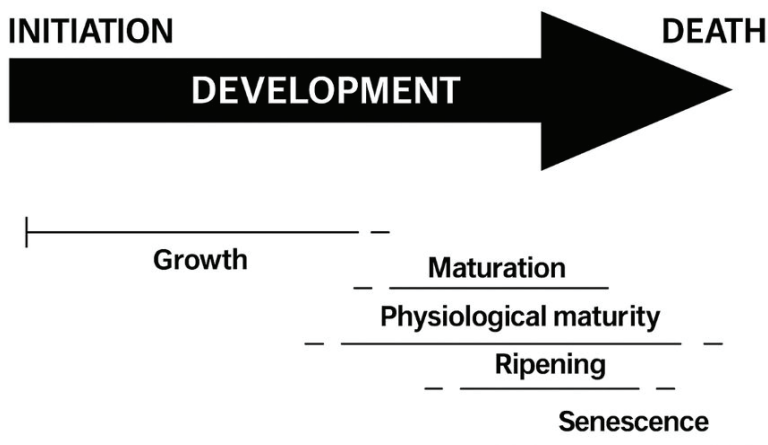 INITIATION
DEATH
DEVELOPMENT
Growth
Maturation
Physiological maturity
Ripening
Senescence